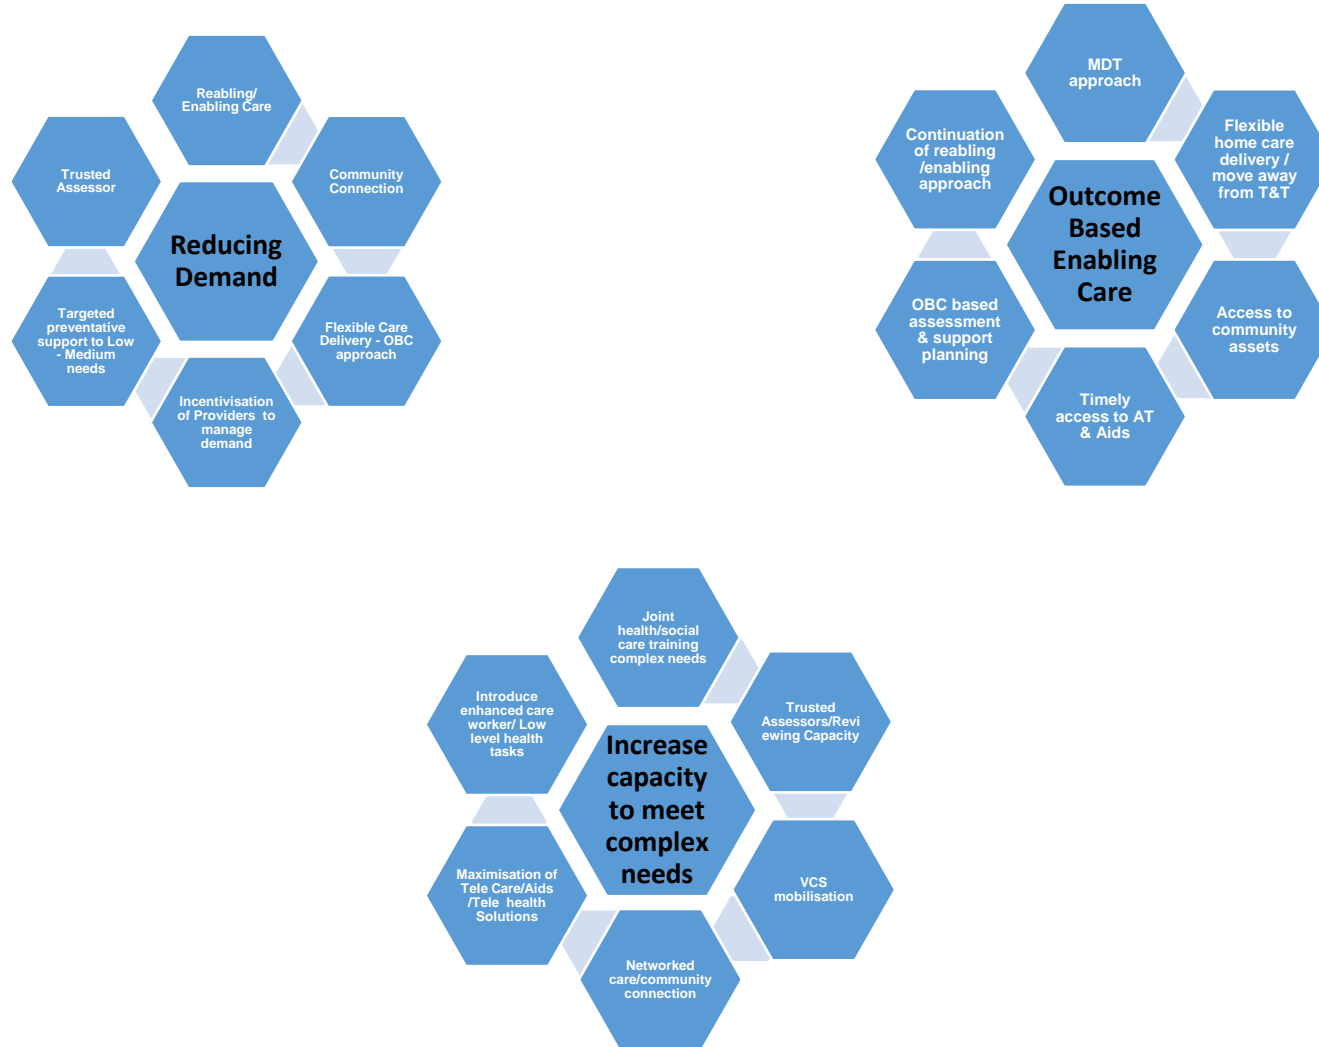 Reabling/
Enabling Care
Trusted
Assessor
Community
Connection
Reducing
Demand
Targeted
preventative
support to Low
- Medium
needs
Flexible Care
Delivery - OBC
approach
Incentivisation
of Providers to
manage
demand
MDT
approach
Continuation
of reabling
/enabling
approach
Flexible
home care
delivery /
move away
from T&T
Outcome
Based
Enabling
Care
OBC based
assessment
& support
planning
Access to
community
assets
Timely
access to AT
& Aids
Joint
health/social
care training
complex needs
Introduce
enhanced care
worker/ Low
level health
tasks
Trusted
Assessors/Revi
ewing Capacity
Increase
capacity
to meet
complex
needs
Maximisation of
Tele Care/Aids
/Tele health
Solutions
VCS
mobilisation
Networked
care/community
connection